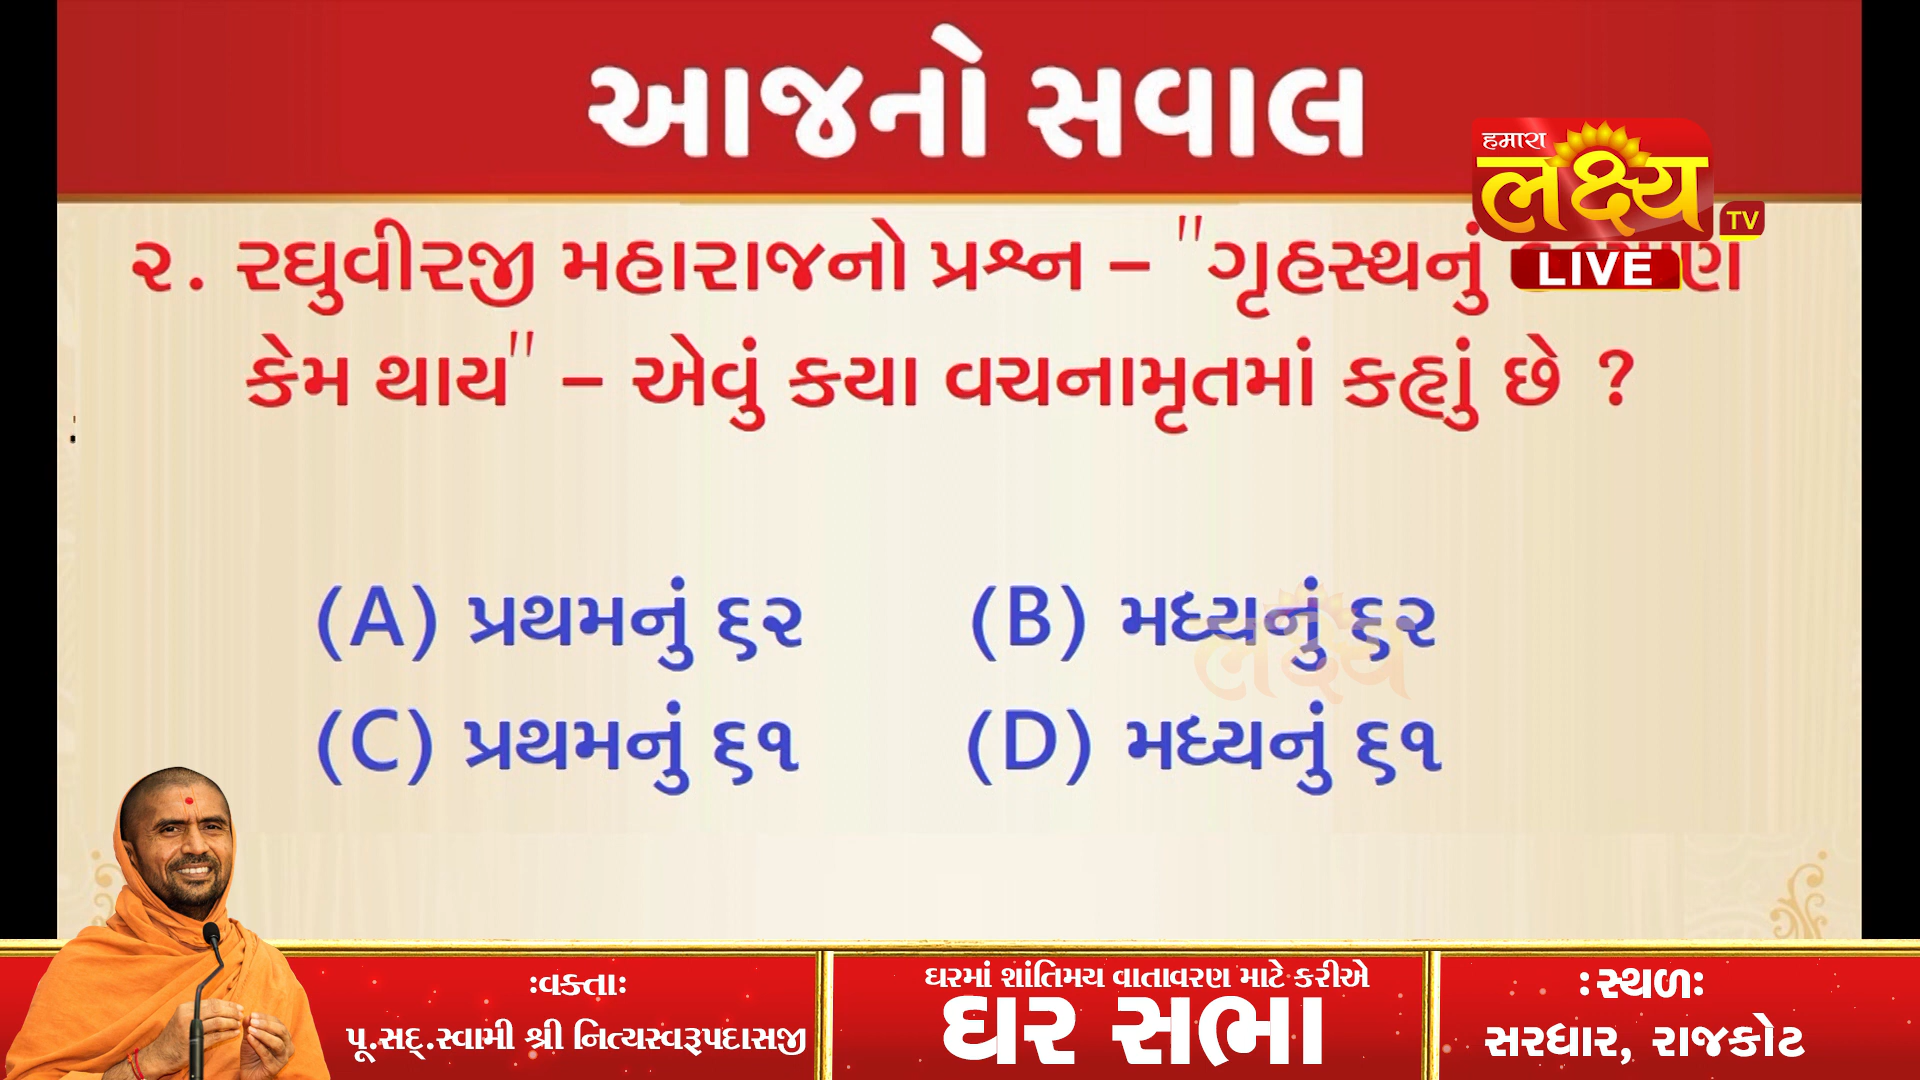 આજનો સવાલ
हमारा
લક્ષ્ય
TV
LIVE
૨. રઘુવીરજી મહારાજનો પ્રશ્ન – "ગૃહસ્થનું
કેમ થાય" – એવું કયા વચનામૃતમાં કહ્યું છે ?
(A) પ્રથમનું ૬૨ (B) મધ્યનું ૬૨
લક્ષ્ય
(C) પ્રથમનું ૬૧ (D) મધ્યનું ૬૧
:વક્તા:
પૂ.સદ્.સ્વામી શ્રી નિત્યસ્વરૂપદાસજી
ઘરમાં શાંતિમય વાતાવરણ માટે કરીએ
ઘર સભા
:સ્થળ:
સરધાર, રાજકોટ